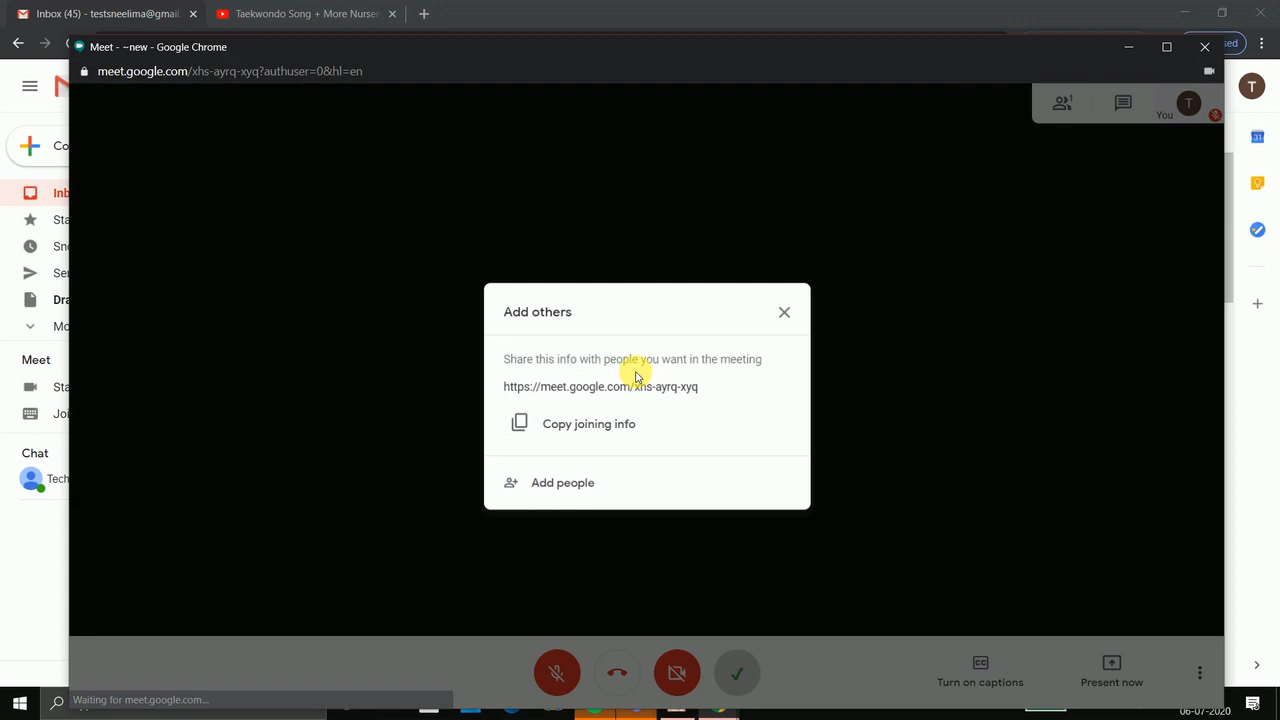 Inbox (45) - testsneelima@gmail.
Taekwondo Song + More Nurser
Meet - ~new - Google Chrome
meet.google.com/xhs-ayrq-xyq?authuser=0&hl=en
1
You
T
T
31
Meet
Chat
Add others
Share this info with people you want in the meeting
https://meet.google.com/xhs-ayrq-xyq
Copy joining info
Add people
CC
Turn on captions
Present now
Waiting for meet.google.com...
06-07-2020